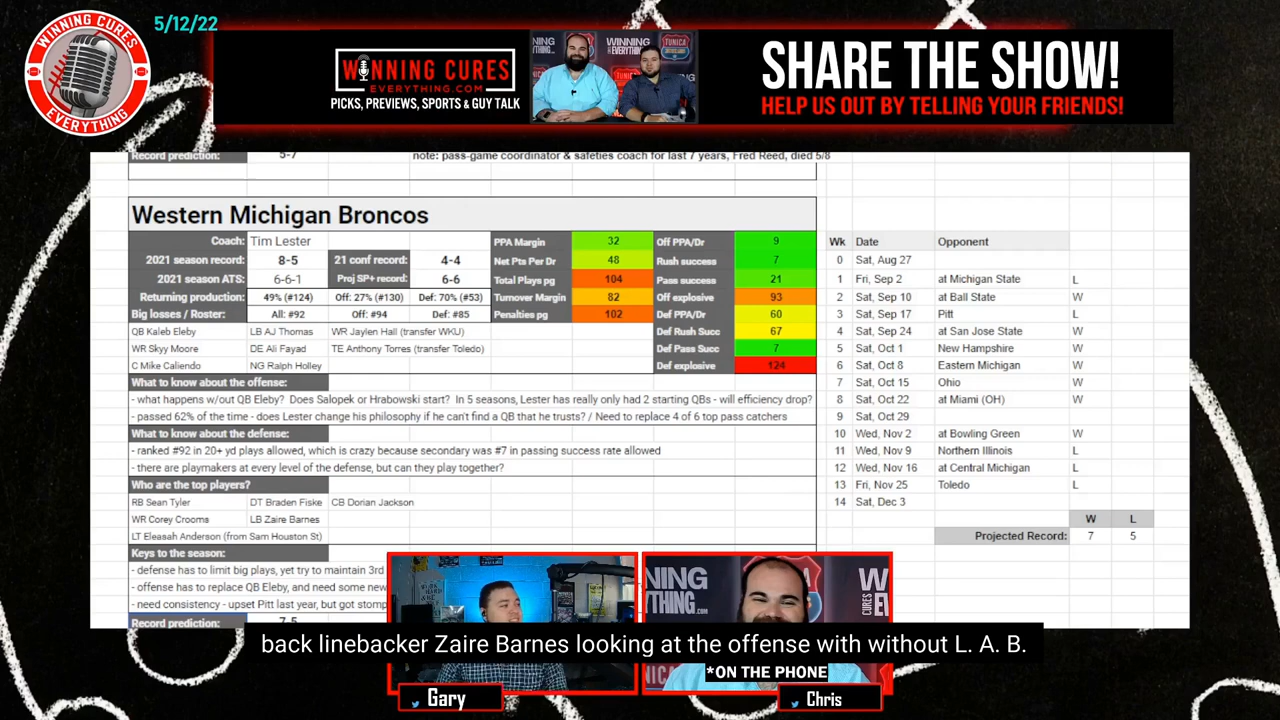 5/12/22
WINNING CURES
EVERYTHING
WINNING CURES
EVERYTHING.COM
PICKS, PREVIEWS, SPORTS & GUY TALK
SHARE THE SHOW!
HELP US OUT BY TELLING YOUR FRIENDS!
Record prediction: 5-7 note: pass-game coordinator & safeties coach for last 7 years, Fred Reed, died 5/8
Western Michigan Broncos
Coach: Tim Lester PPA Margin 32 Off PPA/Dr 9
2021 season record: 8-5 21 conf record: 4-4 Net Pts Per Dr 48 Rush success 7
2021 season ATS: 6-6-1 Proj SP+ record: 6-6 Total Plays pg 104 Pass success 21
Returning production: 49% (#124) Off: 27% (#130) Def: 70% (#53) Turnover Margin 82 Off explosive 93
Big losses / Roster: All: #92 Off: #94 Def: #85 Penalties pg 102 Def PPA/Dr 60
QB Kaleb Eleby LB AJ Thomas WR Jaylen Hall (transfer WKU) Def Rush Succ 67
WR Skyy Moore DE Ali Fayad TE Anthony Torres (transfer Toledo) Def Pass Succ 7
C Mike Caliendo NG Ralph Holley Def explosive 124
What to know about the offense:
- what happens w/out QB Eleby? Does Salopek or Hrabowski start? In 5 seasons, Lester has really only had 2 starting QBs - will efficiency drop?
- passed 62% of the time - does Lester change his philosophy if he can't find a QB that he trusts? / Need to replace 4 of 6 top pass catchers
What to know about the defense:
- ranked #92 in 20+ yd plays allowed, which is crazy because secondary was #7 in passing success rate allowed
- there are playmakers at every level of the defense, but can they play together?
Who are the top players?
RB Sean Tyler DT Braden Fiske CB Dorian Jackson
WR Corey Crooms LB Zaire Barnes
LT Eleasah Anderson (from Sam Houston St)
Keys to the season:
- defense has to limit big plays, yet try to maintain 3rd
- offense has to replace QB Eleby, and need some new
- need consistency - upset Pitt last year, but got stomp
Record prediction: 7-5
Wk Date Opponent
0 Sat, Aug 27
1 Fri, Sep 2 at Michigan State L
2 Sat, Sep 10 at Ball State W
3 Sat, Sep 17 Pitt L
4 Sat, Sep 24 at San Jose State W
5 Sat, Oct 1 New Hampshire W
6 Sat, Oct 8 Eastern Michigan W
7 Sat, Oct 15 Ohio W
8 Sat, Oct 22 at Miami (OH) W
9 Sat, Oct 29
10 Wed, Nov 2 at Bowling Green W
11 Wed, Nov 9 Northern Illinois L
12 Wed, Nov 16 at Central Michigan L
13 Fri, Nov 25 Toledo L
14 Sat, Dec 3
W L
Projected Record: 7 5
back linebacker Zaire Barnes looking at the offense with without L. A. B.
*ON THE PHONE
Gary
Chris